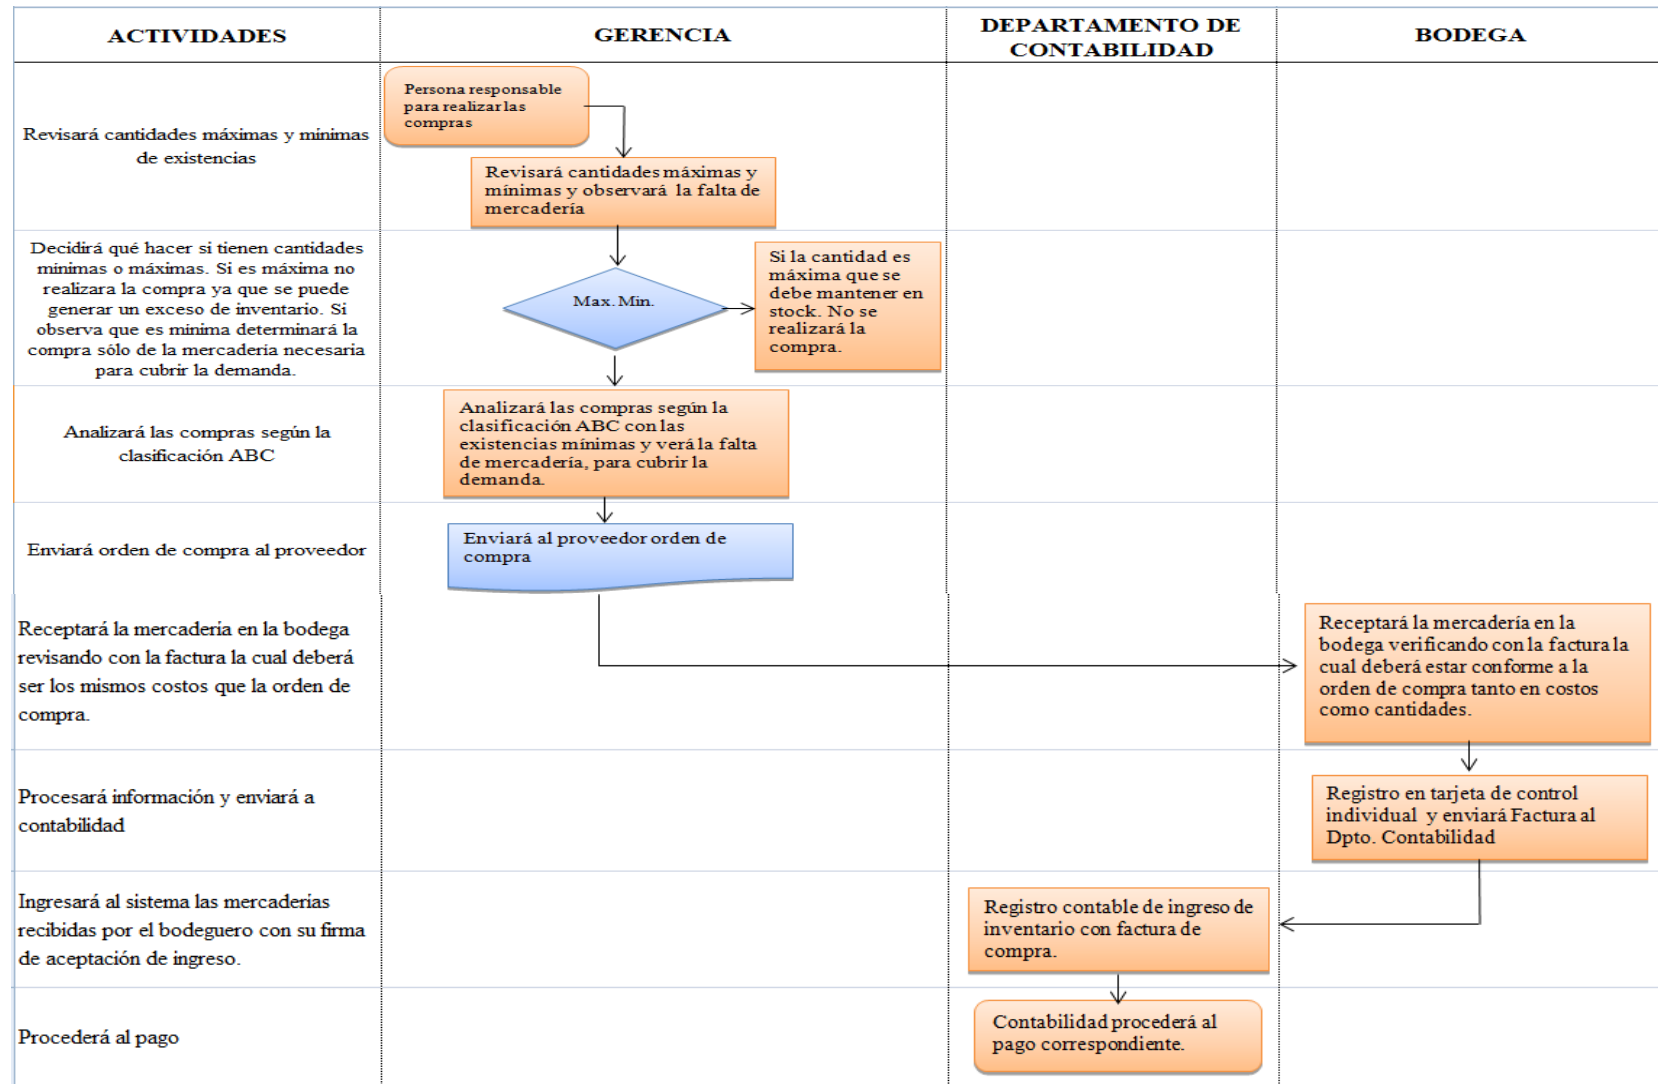 ACTIVIDADES
GERENCIA
DEPARTAMENTO DE
CONTABILIDAD
BODEGA
Revisará cantidades máximas y mínimas
de existencias
Persona responsable
para realizar las
compras
Revisará cantidades máximas y
mínimas y observará la falta de
mercadería
Decidirá qué hacer si tienen cantidades
mínimas o máximas. Si es máxima no
realizara la compra ya que se puede
generar un exceso de inventario. Si
observa que es mínima determinará la
compra sólo de la mercadería necesaria
para cubrir la demanda.
Max. Min.
Si la cantidad es
máxima que se
debe mantener en
stock. No se
realizará la
compra.
Analizará las compras según la
clasificación ABC
Analizará las compras según la
clasificación ABC con las
existencias mínimas y verá la falta
de mercadería, para cubrir la
demanda.
Enviará orden de compra al proveedor
Enviará al proveedor orden de
compra
Receptará la mercadería en la bodega
revisando con la factura la cual deberá
ser los mismos costos que la orden de
compra.
Receptará la mercadería en la
bodega verificando con la factura la
cual deberá estar conforme a la
orden de compra tanto en costos
como cantidades.
Procesará información y enviará a
contabilidad
Registro en tarjeta de control
individual y enviará Factura al
Dpto. Contabilidad
Ingresará al sistema las mercaderías
recibidas por el bodeguero con su firma
de aceptación de ingreso.
Registro contable de ingreso de
inventario con factura de
compra.
Procederá al pago
Contabilidad procederá al
pago correspondiente.